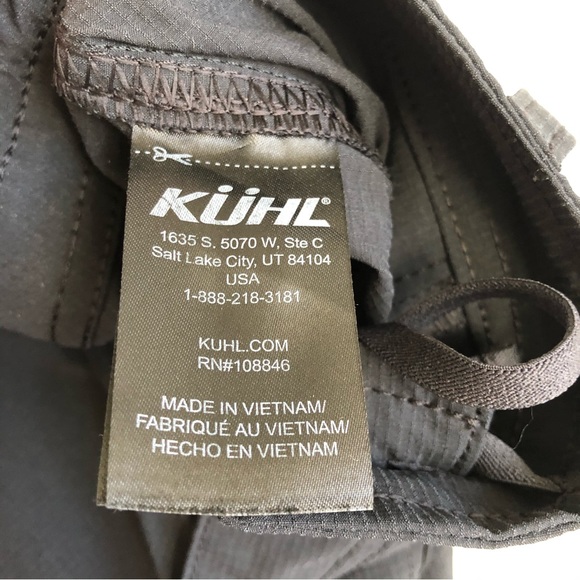 KÜHL®
1635 S. 5070 W, Ste C
Salt Lake City, UT 84104
USA
1-888-218-3181
KUHL.COM
RN#108846
MADE IN VIETNAM/
FABRIQUÉ AU VIETNAM/
HECHO EN VIETNAM